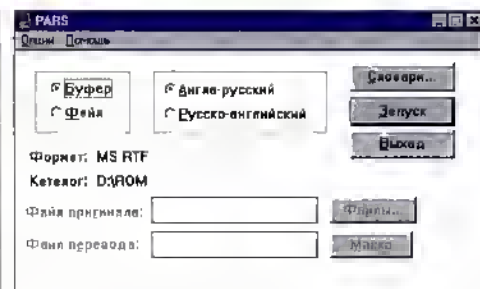 PARS
Опции Помощь
Буфер
Файл
Англо-русский
Русско-английский
Словари...
Запуск
Выход
Формат: MS RTF
Каталог: D:\ROM
Файл оригинала:
Файлы...
Файл перевода:
Макро